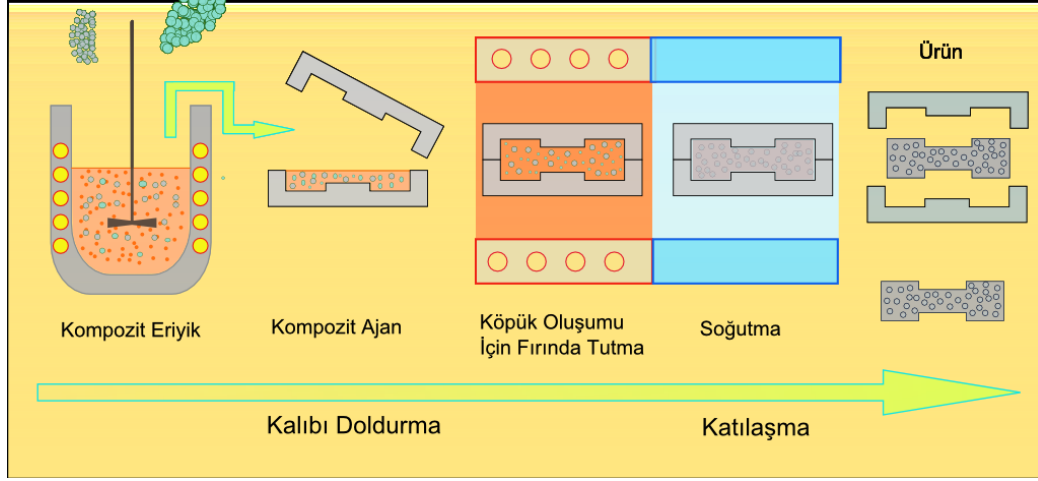 Ürün
Kompozit Eriyik
Kompozit Ajan
Köpük Oluşumu
İçin Fırında Tutma
Soğutma
Kalıbı Doldurma
Katılaşma